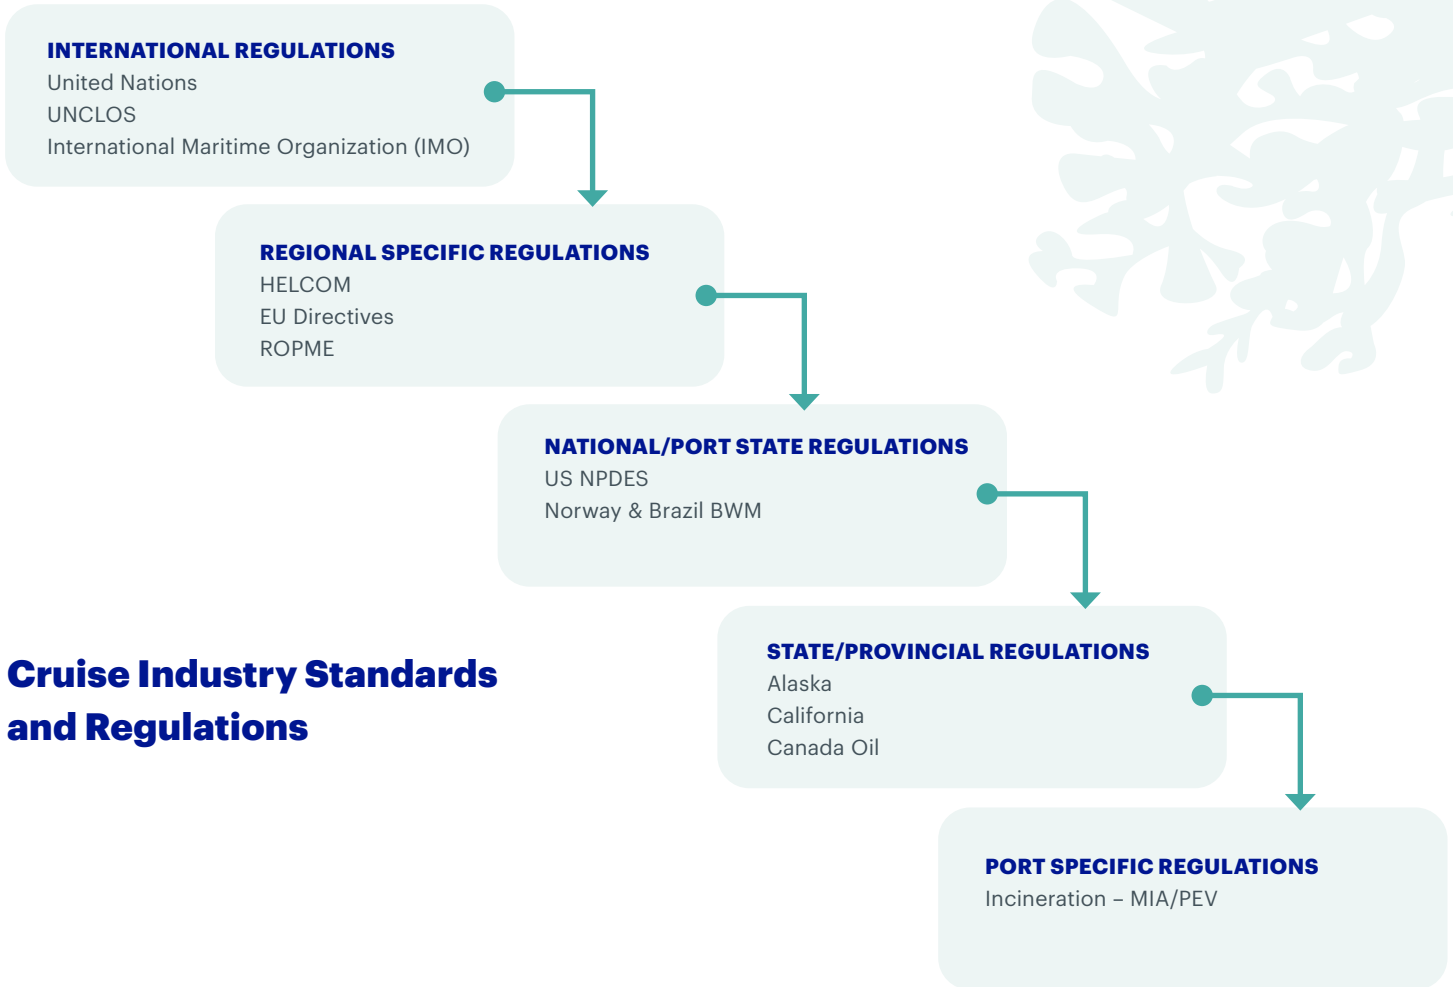 INTERNATIONAL REGULATIONS
United Nations
UNCLOS
International Maritime Organization (IMO)
REGIONAL SPECIFIC REGULATIONS
HELCOM
EU Directives
ROPME
NATIONAL/PORT STATE REGULATIONS
US NPDES
Norway & Brazil BWM
STATE/PROVINCIAL REGULATIONS
Alaska
California
Canada Oil
Cruise Industry Standards
and Regulations
PORT SPECIFIC REGULATIONS
Incineration – MIA/PEV